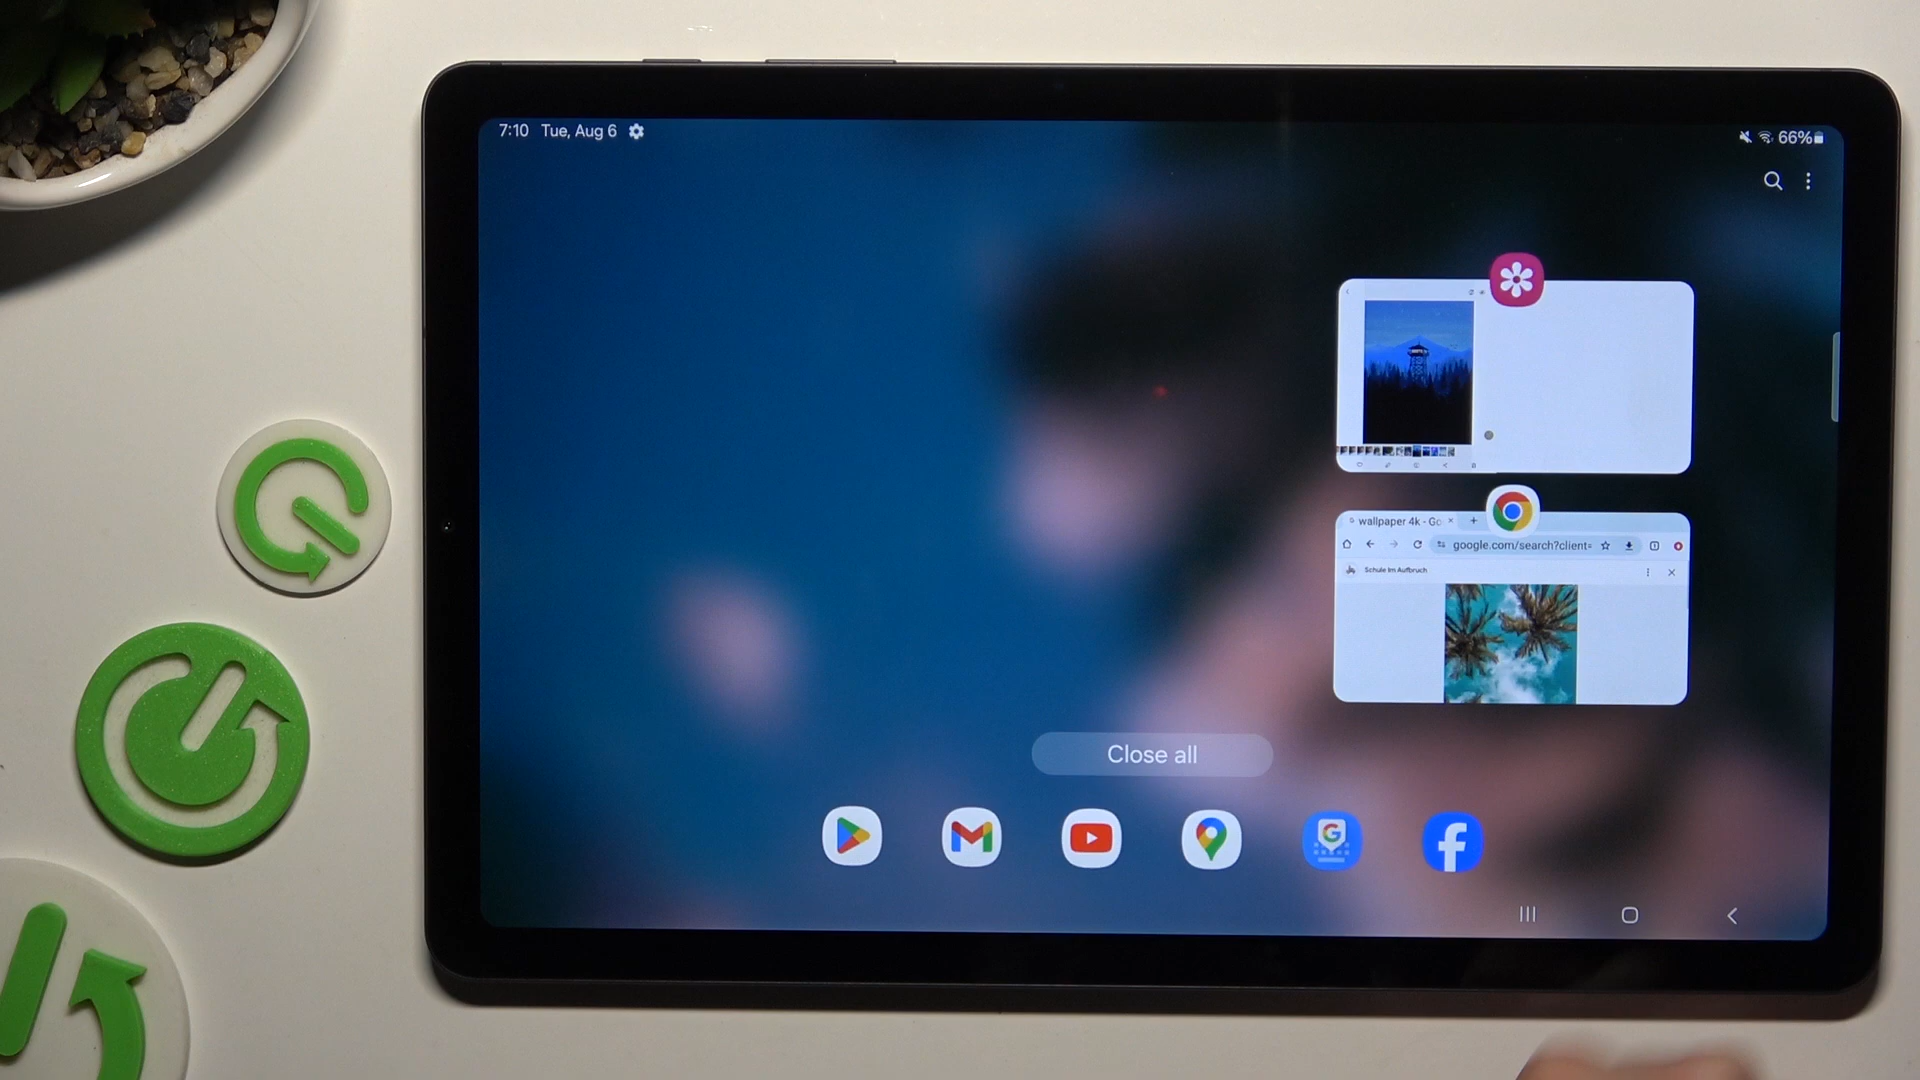 7:10 Tue, Aug 6
66%
wallpaper 4k - Go
google.com/search?client=
Schule Im Aufbruch
Close all